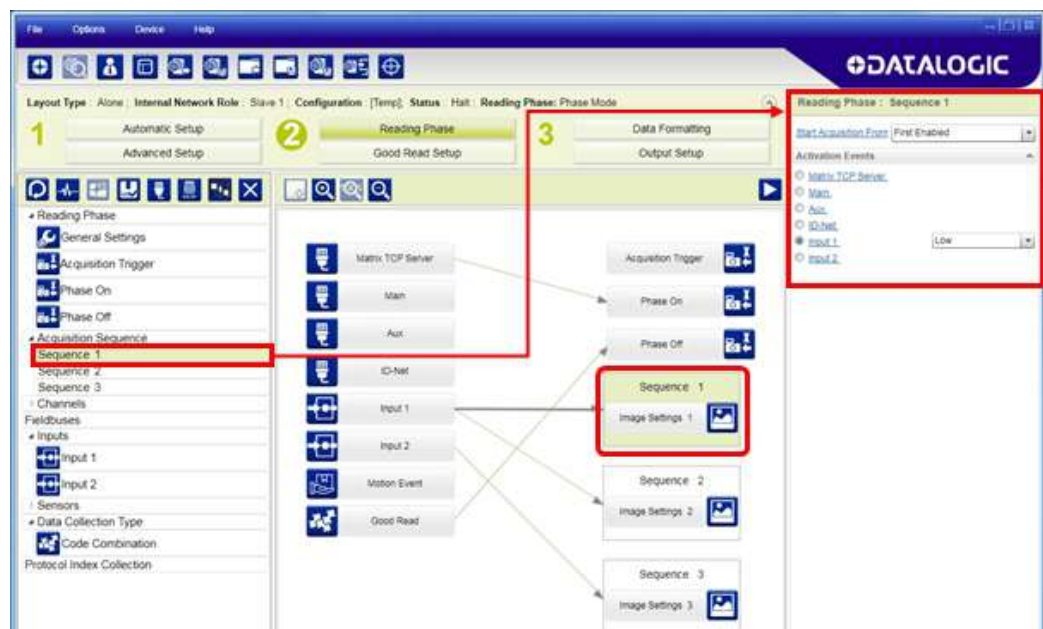 File Options Device Help
DATALOGIC
Layout Type : Alone ; Internal Network Role : Slave 1 ; Configuration : [Temp]; Status : Halt ; Reading Phase: Phase Mode
1
Automatic Setup
Advanced Setup
2
Reading Phase
Good Read Setup
3
Data Formatting
Output Setup
Reading Phase
General Settings
Acquisition Trigger
Phase On
Phase Off
Acquisition Sequence
Sequence 1
Sequence 2
Sequence 3
Channels
Fieldbuses
Inputs
Input 1
Input 2
Sensors
Data Collection Type
Code Combination
Protocol Index Collection
Matrix TCP Server
Main
Aux
ID-Net
Input 1
Input 2
Motion Event
Good Read
Acquisition Trigger
Phase On
Phase Off
Sequence 1
Image Settings 1
Sequence 2
Image Settings 2
Sequence 3
Image Settings 3
Reading Phase : Sequence 1
Start Acquisition From First Enabled
Activation Events
Matrix TCP Server
Main
Aux
ID-Net
Input 1 Low
Input 2